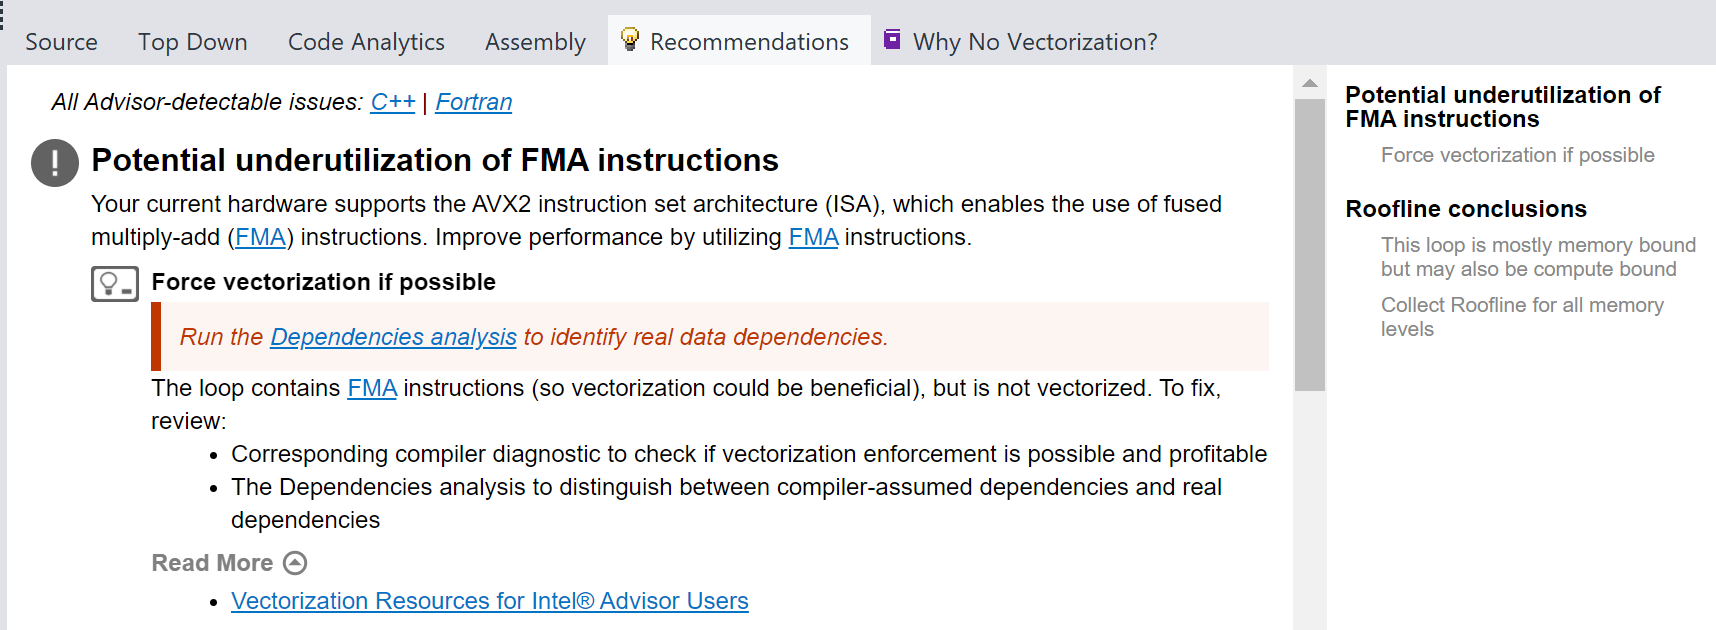 Source Top Down Code Analytics Assembly Recommendations Why No Vectorization?
All Advisor-detectable issues: C++ | Fortran
Potential underutilization of FMA instructions
Your current hardware supports the AVX2 instruction set architecture (ISA), which enables the use of fused
multiply-add (FMA) instructions. Improve performance by utilizing FMA instructions.
Force vectorization if possible
Run the Dependencies analysis to identify real data dependencies.
The loop contains FMA instructions (so vectorization could be beneficial), but is not vectorized. To fix,
review:
• Corresponding compiler diagnostic to check if vectorization enforcement is possible and profitable
• The Dependencies analysis to distinguish between compiler-assumed dependencies and real
dependencies
Read More
• Vectorization Resources for Intel® Advisor Users
Potential underutilization of
FMA instructions
Force vectorization if possible
Roofline conclusions
This loop is mostly memory bound
but may also be compute bound
Collect Roofline for all memory
levels